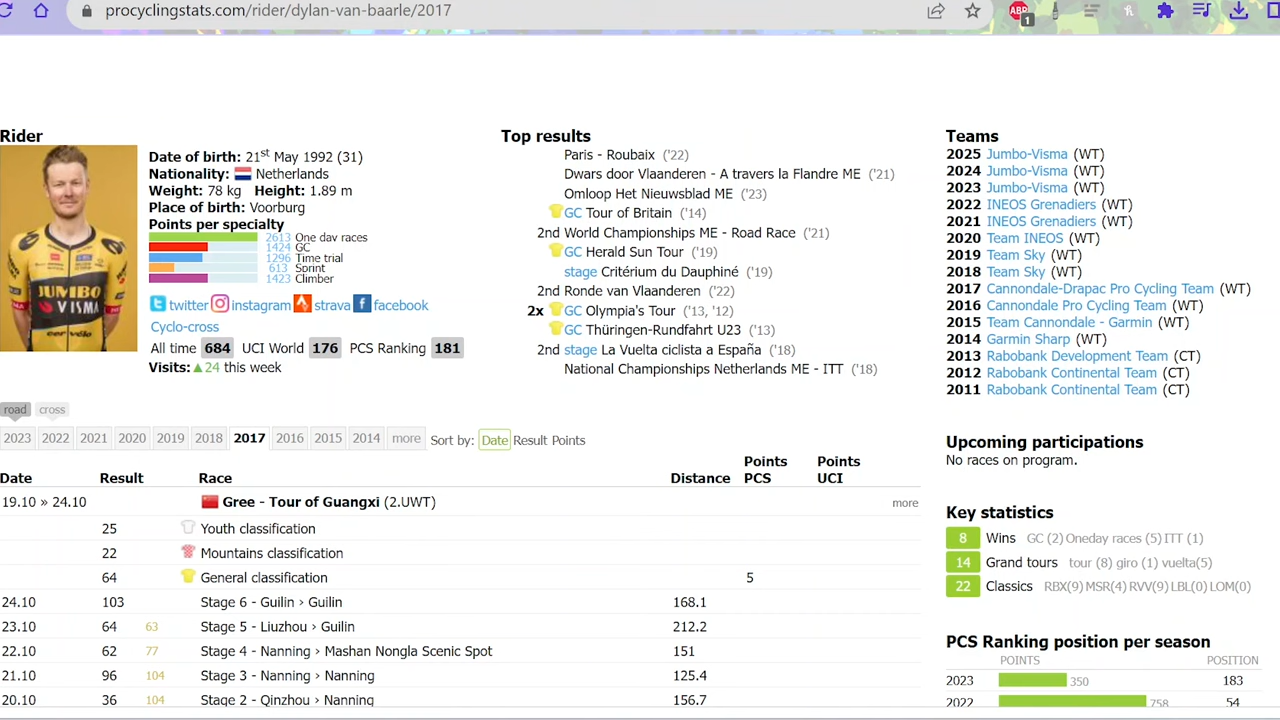 procyclingstats.com/rider/dylan-van-baarle/2017
ABP
1
Rider
Date of birth: 21st May 1992 (31)
Nationality: Netherlands
Weight: 78 kg Height: 1.89 m
Place of birth: Voorburg
Points per specialty
2613 One day races
1424 GC
1296 Time trial
613 Sprint
1423 Climber
twitter instagram strava facebook
Cyclo-cross
All time 684 UCI World 176 PCS Ranking 181
Visits: ▲24 this week
JUMBO
VISMA
cervélo
Top results
Paris - Roubaix ('22)
Dwars door Vlaanderen - A travers la Flandre ME ('21)
Omloop Het Nieuwsblad ME ('23)
GC Tour of Britain ('14)
2nd World Championships ME - Road Race ('21)
GC Herald Sun Tour ('19)
stage Critérium du Dauphiné ('19)
2nd Ronde van Vlaanderen ('22)
2x GC Olympia's Tour ('13, '12)
GC Thüringen-Rundfahrt U23 ('13)
2nd stage La Vuelta ciclista a España ('18)
National Championships Netherlands ME - ITT ('18)
Teams
2025 Jumbo-Visma (WT)
2024 Jumbo-Visma (WT)
2023 Jumbo-Visma (WT)
2022 INEOS Grenadiers (WT)
2021 INEOS Grenadiers (WT)
2020 Team INEOS (WT)
2019 Team Sky (WT)
2018 Team Sky (WT)
2017 Cannondale-Drapac Pro Cycling Team (WT)
2016 Cannondale Pro Cycling Team (WT)
2015 Team Cannondale - Garmin (WT)
2014 Garmin Sharp (WT)
2013 Rabobank Development Team (CT)
2012 Rabobank Continental Team (CT)
2011 Rabobank Continental Team (CT)
road cross
2023 2022 2021 2020 2019 2018 2017 2016 2015 2014 more Sort by: Date Result Points
Date Result Race Distance Points PCS Points UCI
19.10 » 24.10 Gree - Tour of Guangxi (2.UWT) more
25 Youth classification
22 Mountains classification
64 General classification 5
24.10 103 Stage 6 - Guilin › Guilin 168.1
23.10 64 63 Stage 5 - Liuzhou › Guilin 212.2
22.10 62 77 Stage 4 - Nanning › Mashan Nongla Scenic Spot 151
21.10 96 104 Stage 3 - Nanning › Nanning 125.4
20.10 36 104 Stage 2 - Qinzhou › Nanning 156.7
Upcoming participations
No races on program.
Key statistics
8 Wins GC (2) Oneday races (5) ITT (1)
14 Grand tours tour (8) giro (1) vuelta(5)
22 Classics RBX(9) MSR(4) RVV(9) LBL(0) LOM(0)
PCS Ranking position per season
POINTS POSITION
2023 350 183
2022 758 54